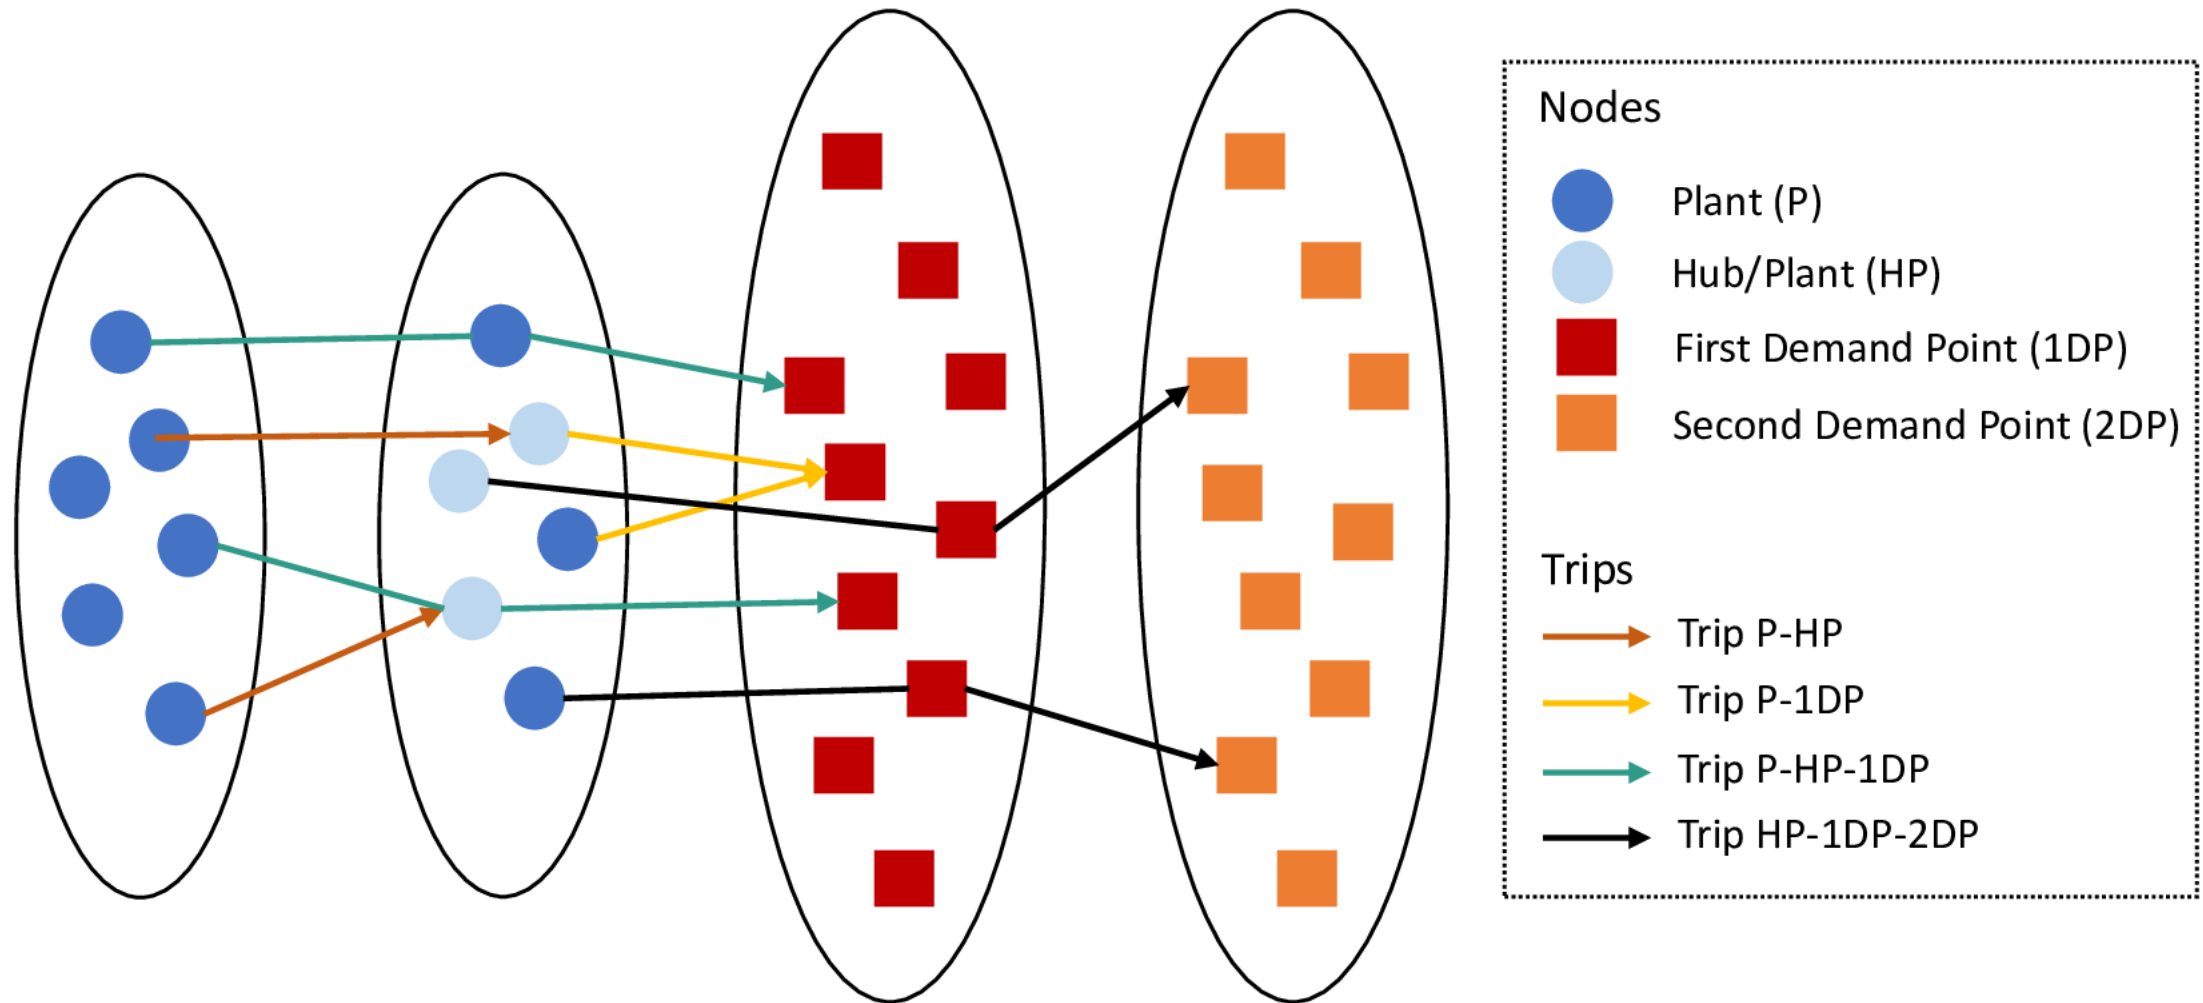 Nodes
Plant (P)
Hub/Plant (HP)
First Demand Point (1DP)
Second Demand Point (2DP)
Trips
Trip P-HP
Trip P-1DP
Trip P-HP-1DP
Trip HP-1DP-2DP